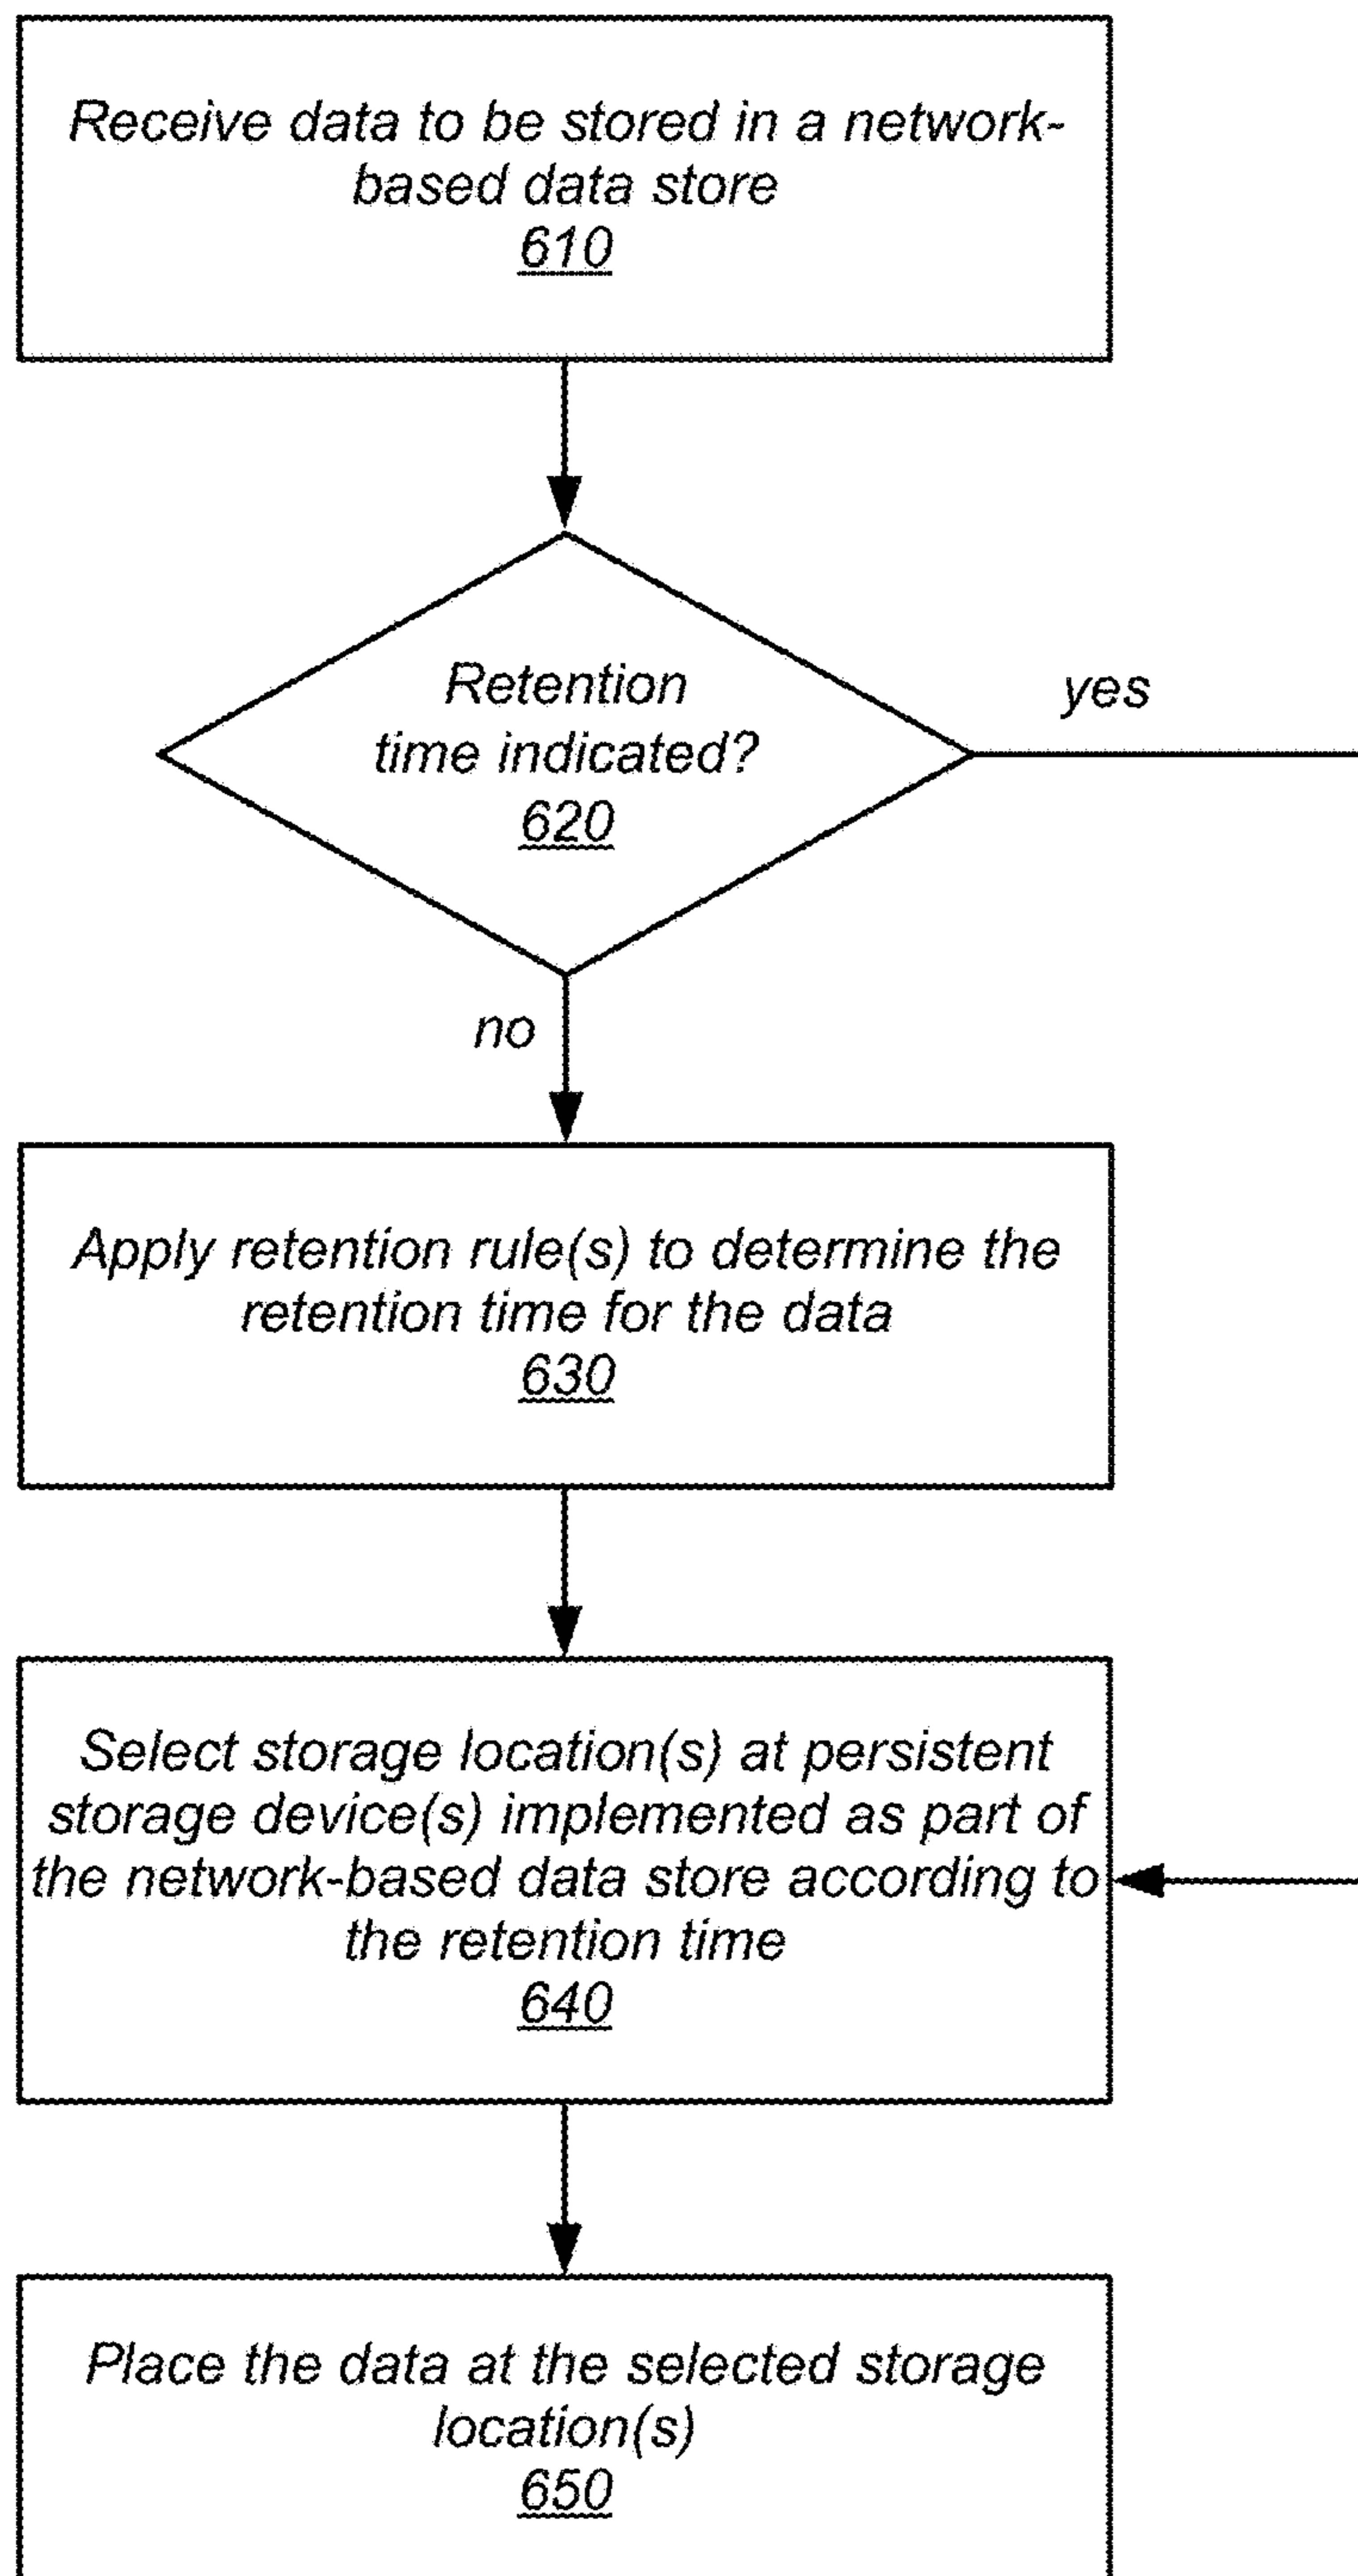 Receive data to be stored in a network-
based data store
610
Retention
time indicated?
620
yes
no
Apply retention rule(s) to determine the
retention time for the data
630
Select storage location(s) at persistent
storage device(s) implemented as part of
the network-based data store according to
the retention time
640
Place the data at the selected storage
location(s)
650